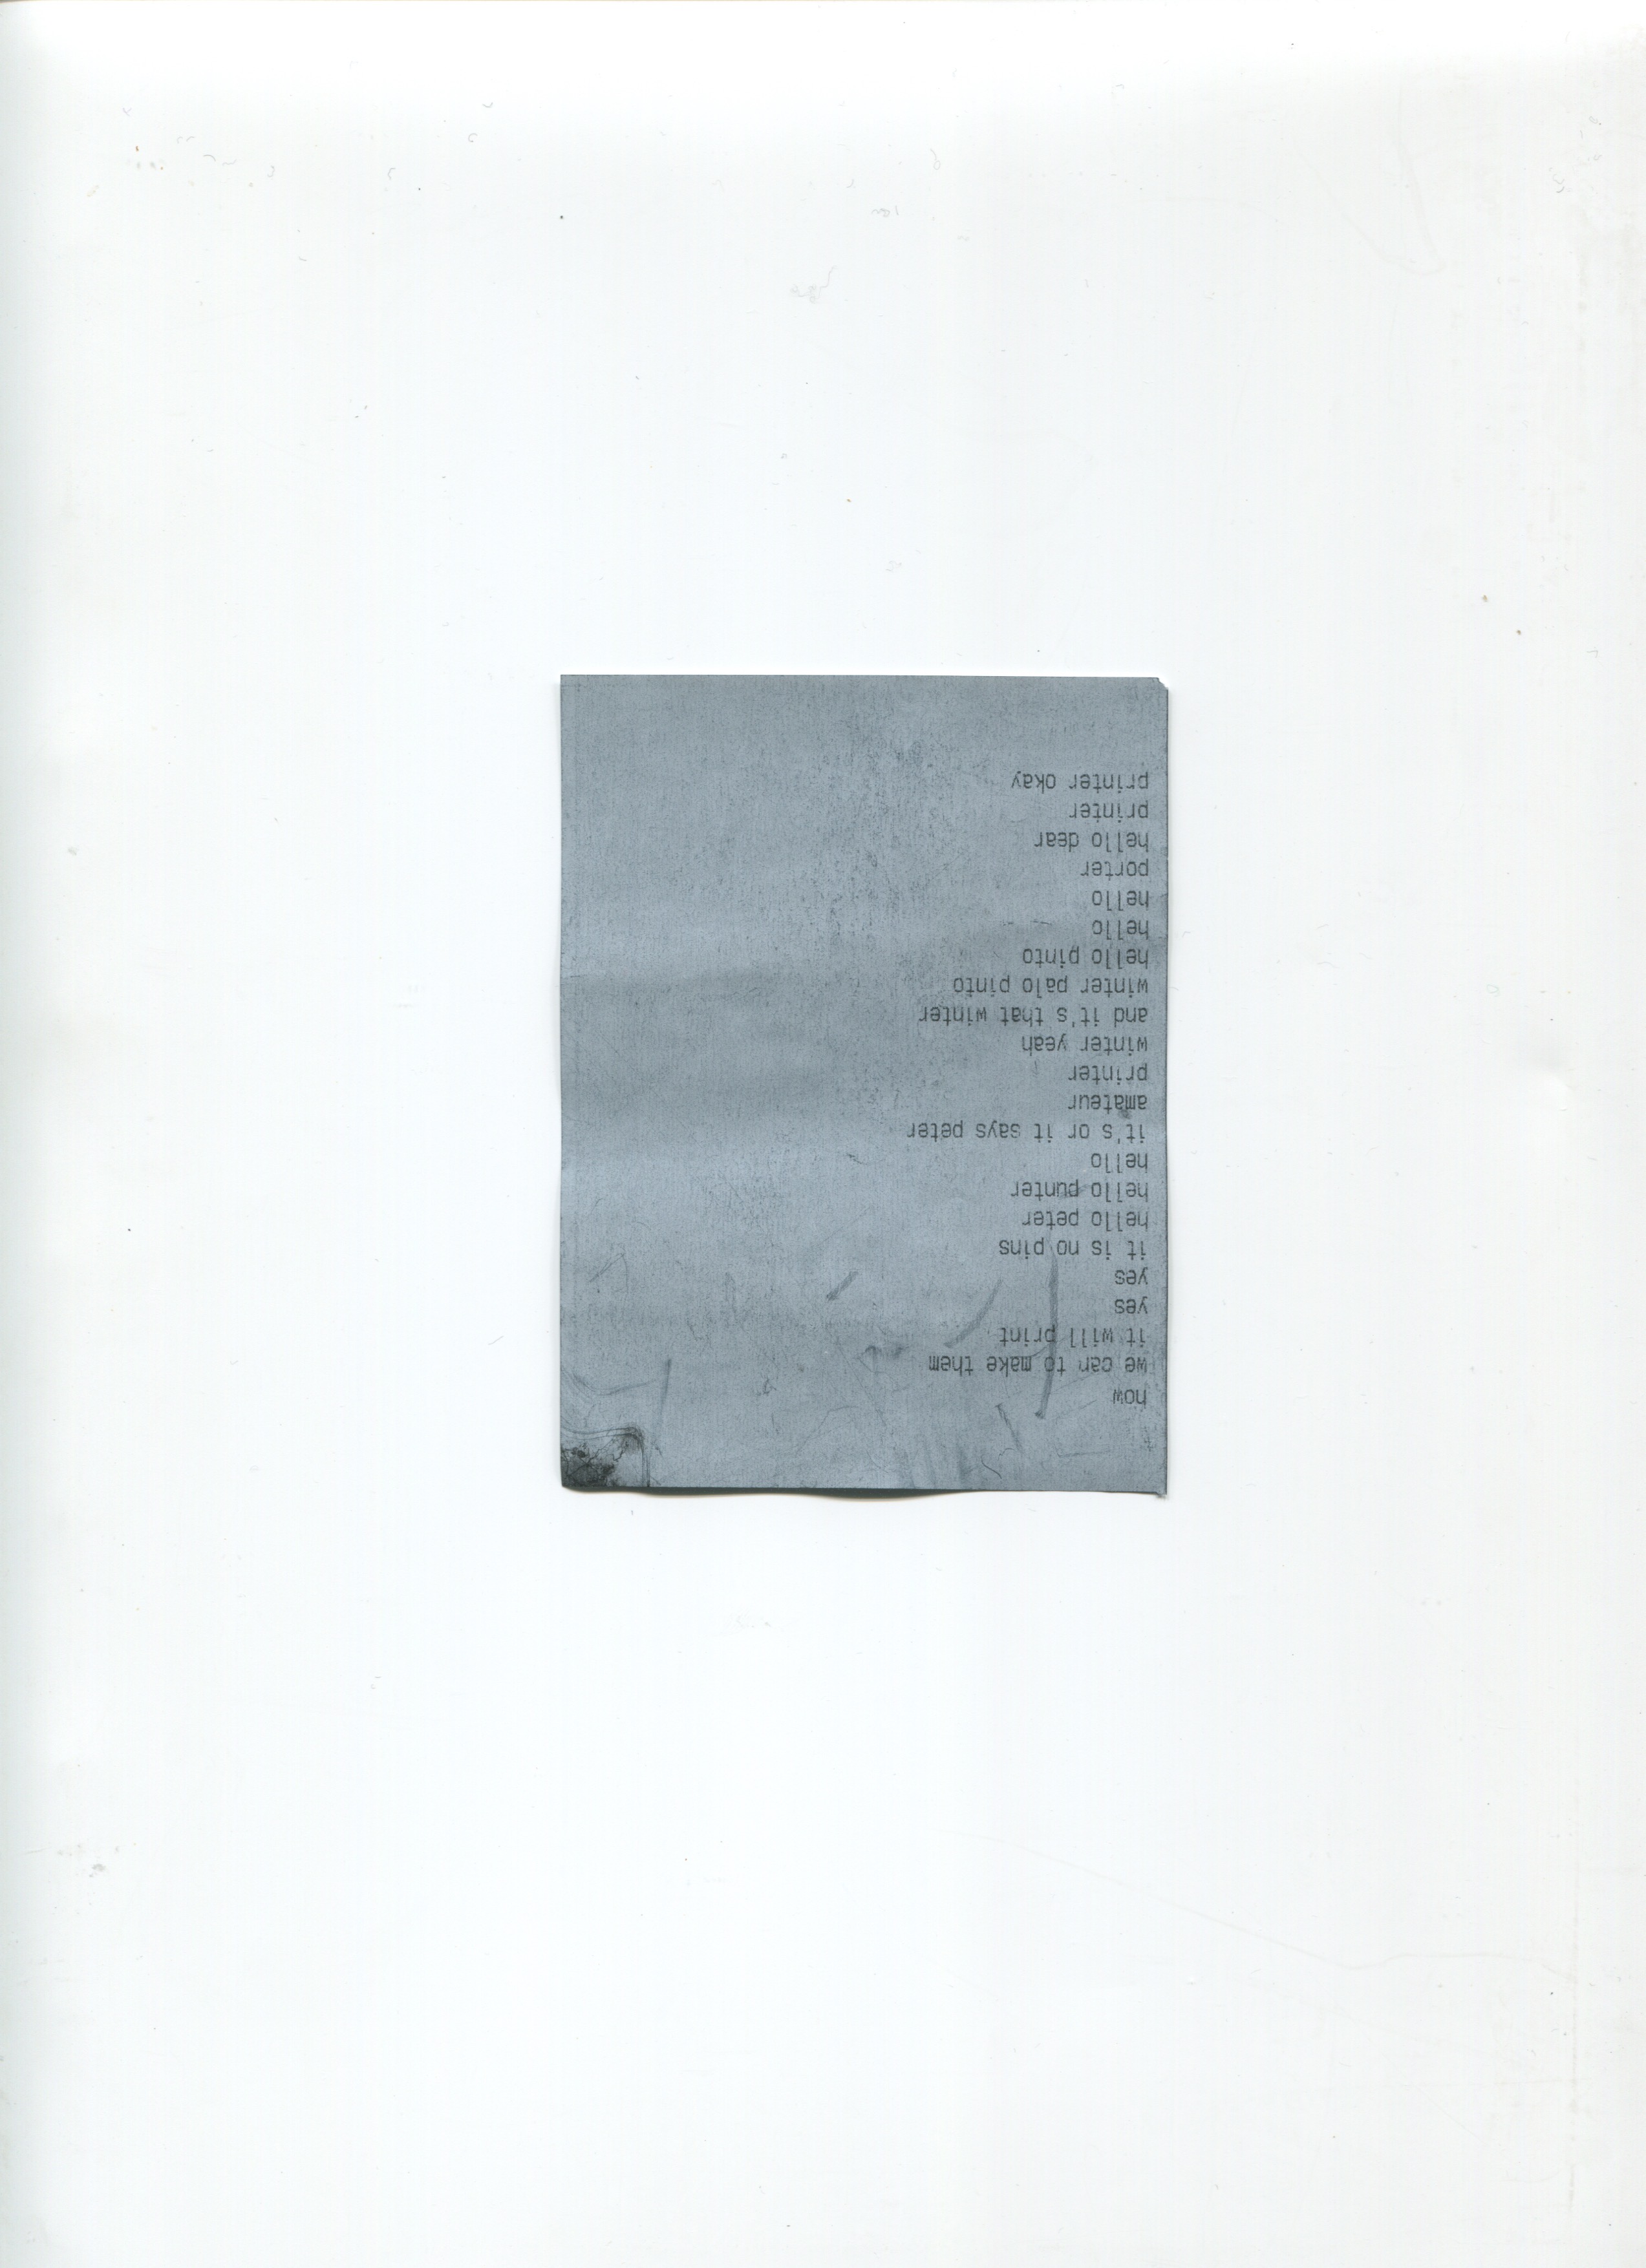 how
we can to make them
it will print
yes
yes
it is no pins
hello peter
hello punter
hello
it's or it says peter
amateur
printer
winter yeah
and it's that winter
winter palo pinto
hello pinto
hello
hello
porter
hello dear
printer
printer okay